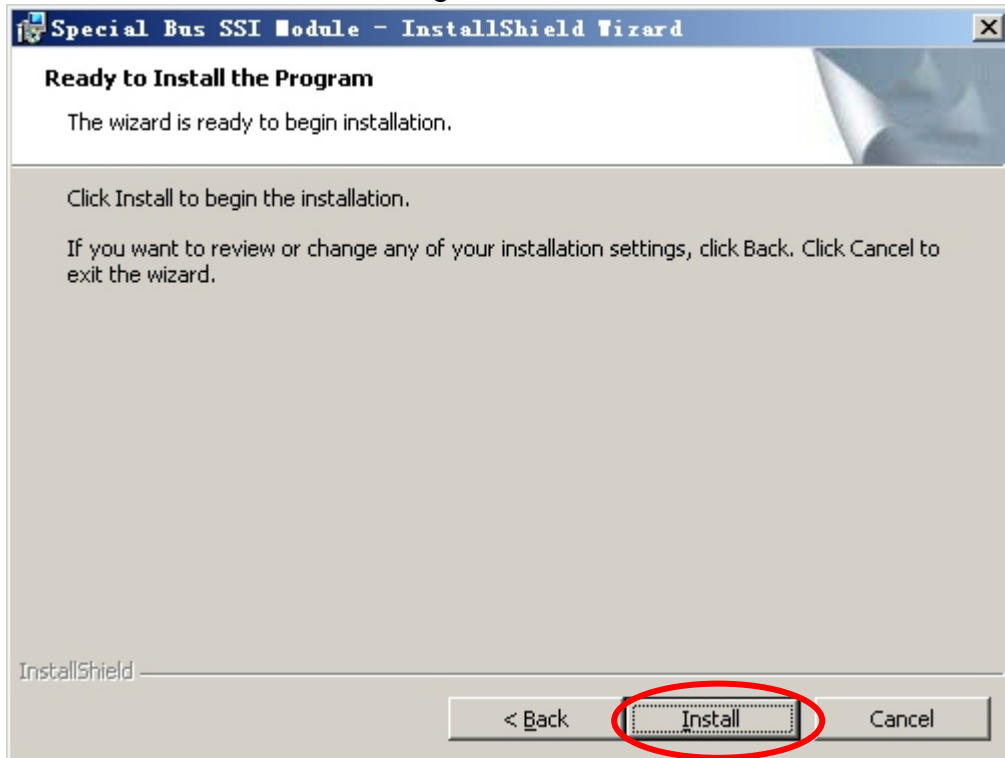 Special Bus SSI Module - InstallShield Wizard
Ready to Install the Program
The wizard is ready to begin installation.
Click Install to begin the installation.
If you want to review or change any of your installation settings, click Back. Click Cancel to
exit the wizard.
InstallShield
< Back Install Cancel